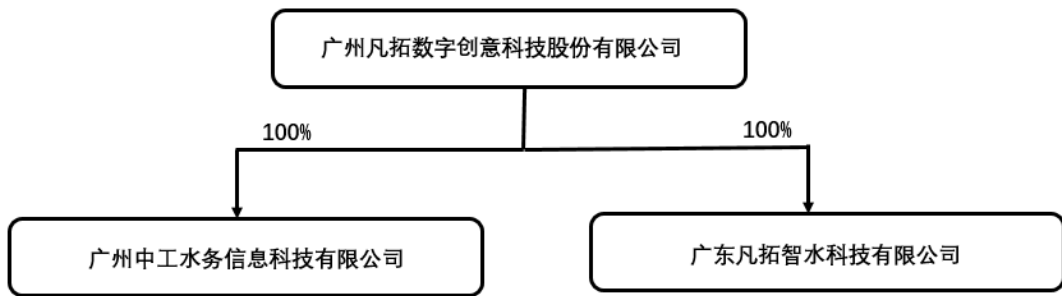 广州凡拓数字创意科技股份有限公司
100%
100%
广州中工水务信息科技有限公司
广东凡拓智水科技有限公司